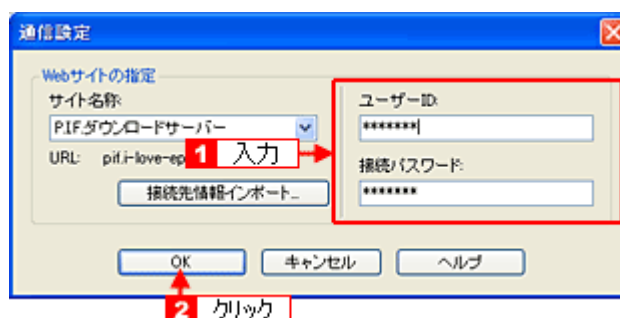 通信設定
Webサイトの指定
サイト名称:
P.I.F.ダウンロードサーバー
URL: pif.i-love-ep
接続先情報インポート...
ユーザーID:
*******
接続パスワード:
*******
1 入力
OK
キャンセル
ヘルプ
2 クリック